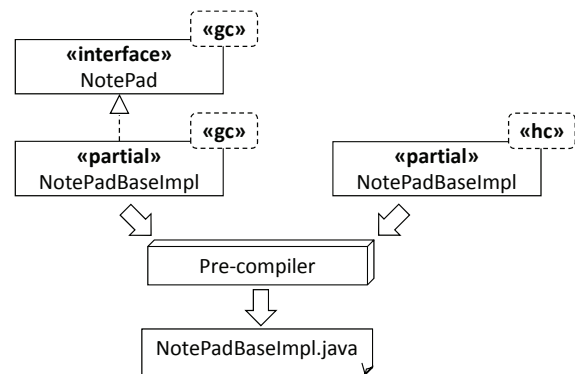 «gc»
«interface»
NotePad
«gc»
«partial»
NotePadBaseImpl
«hc»
«partial»
NotePadBaseImpl
Pre-compiler
NotePadBaseImpl.java